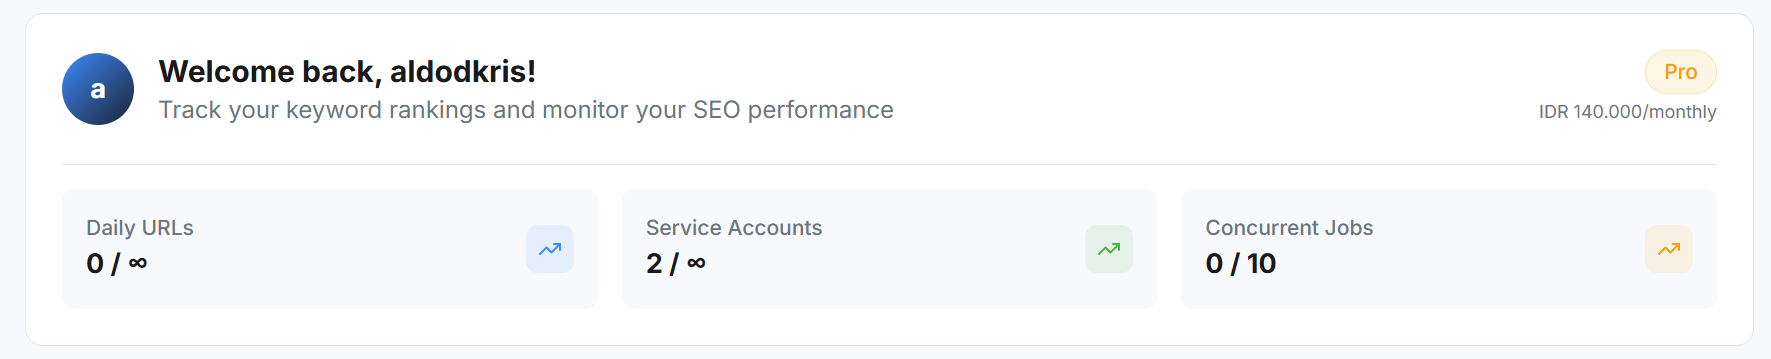 a
Welcome back, aldodkris!
Track your keyword rankings and monitor your SEO performance
Pro
IDR 140.000/monthly
Daily URLs
0 / ∞
Service Accounts
2 / ∞
Concurrent Jobs
0 / 10